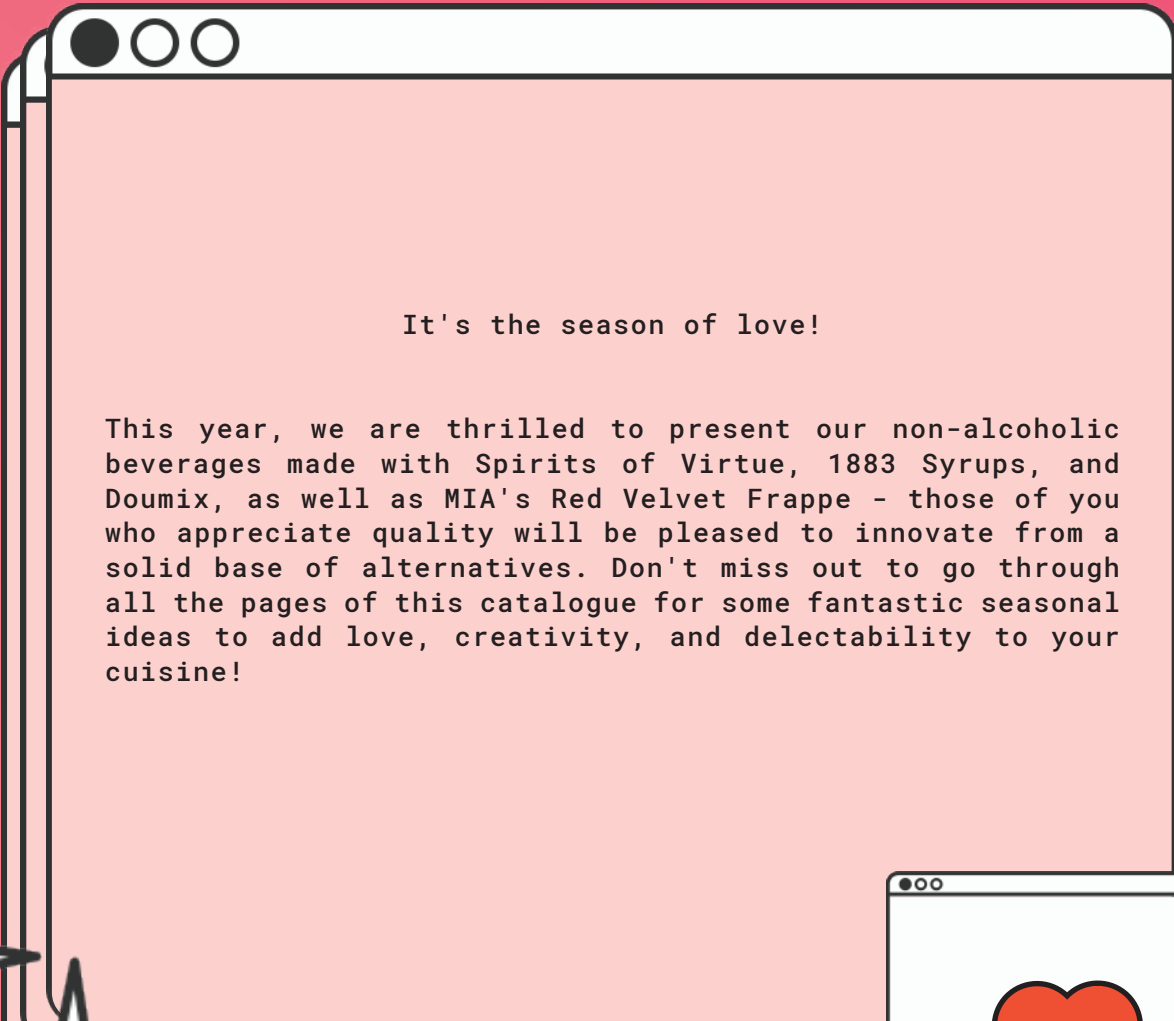 It's the season of love!
This year, we are thrilled to present our non-alcoholic
beverages made with Spirits of Virtue, 1883 Syrups, and
Doumix, as well as MIA's Red Velvet Frappe - those of you
who appreciate quality will be pleased to innovate from a
solid base of alternatives. Don't miss out to go through
all the pages of this catalogue for some fantastic seasonal
ideas to add love, creativity, and delectability to your
cuisine!